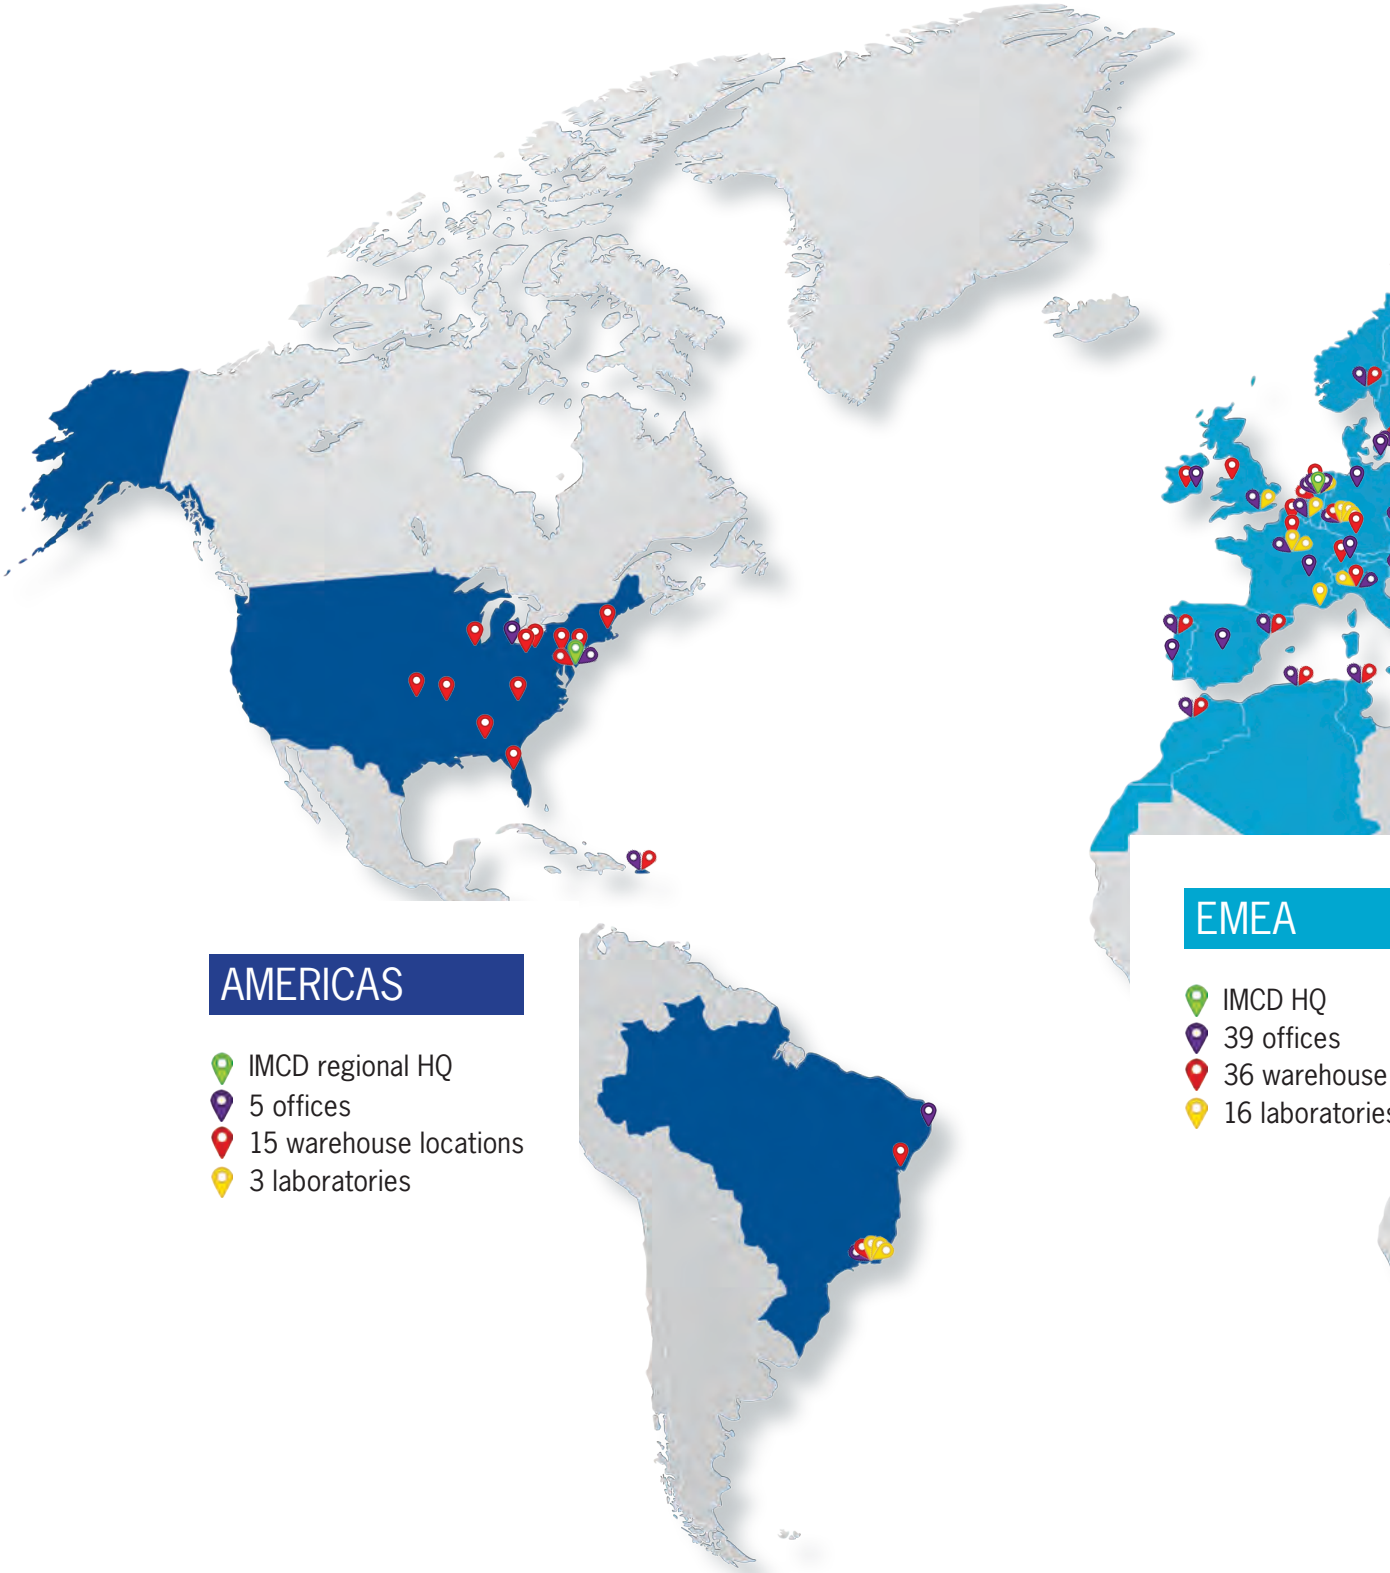 AMERICAS
IMCD regional HQ
5 offices
15 warehouse locations
3 laboratories
EMEA
IMCD HQ
39 offices
36 warehouse
16 laboratories